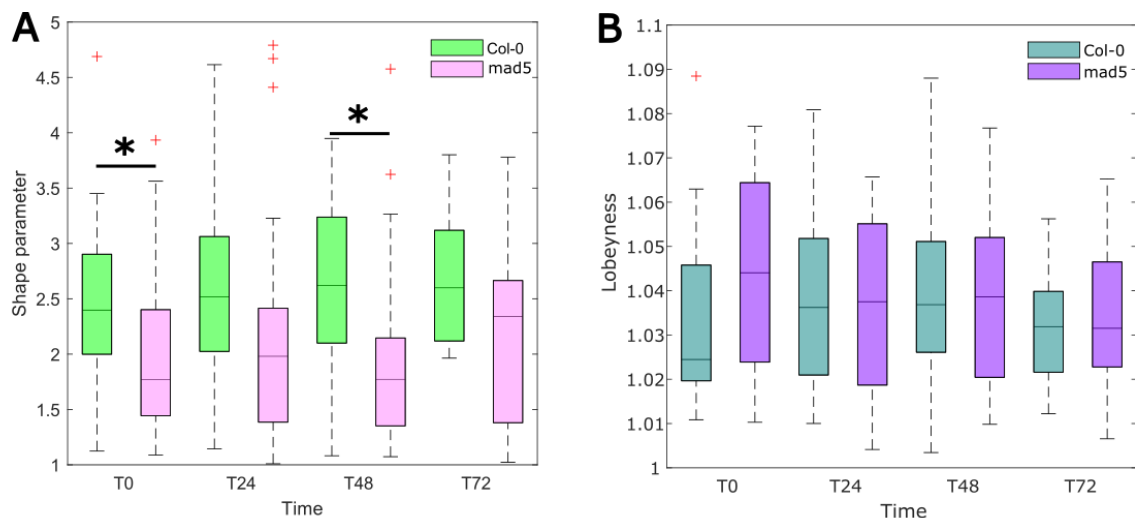 A
Shape parameter
5
4.5
4
3.5
3
2.5
2
1.5
1
Col-0
mad5
*
*
T0 T24 T48 T72
Time
B
Lobeyness
1.1
1.09
1.08
1.07
1.06
1.05
1.04
1.03
1.02
1.01
1
Col-0
mad5
T0 T24 T48 T72
Time